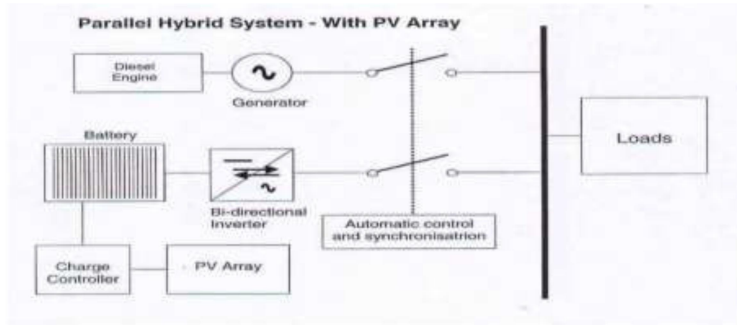 Parallel Hybrid System - With PV Array
Diesel
Engine
Generator
Battery
Loads
Bi-directional
Inverter
Automatic control
and synchronisatrion
Charge
Controller
PV Array